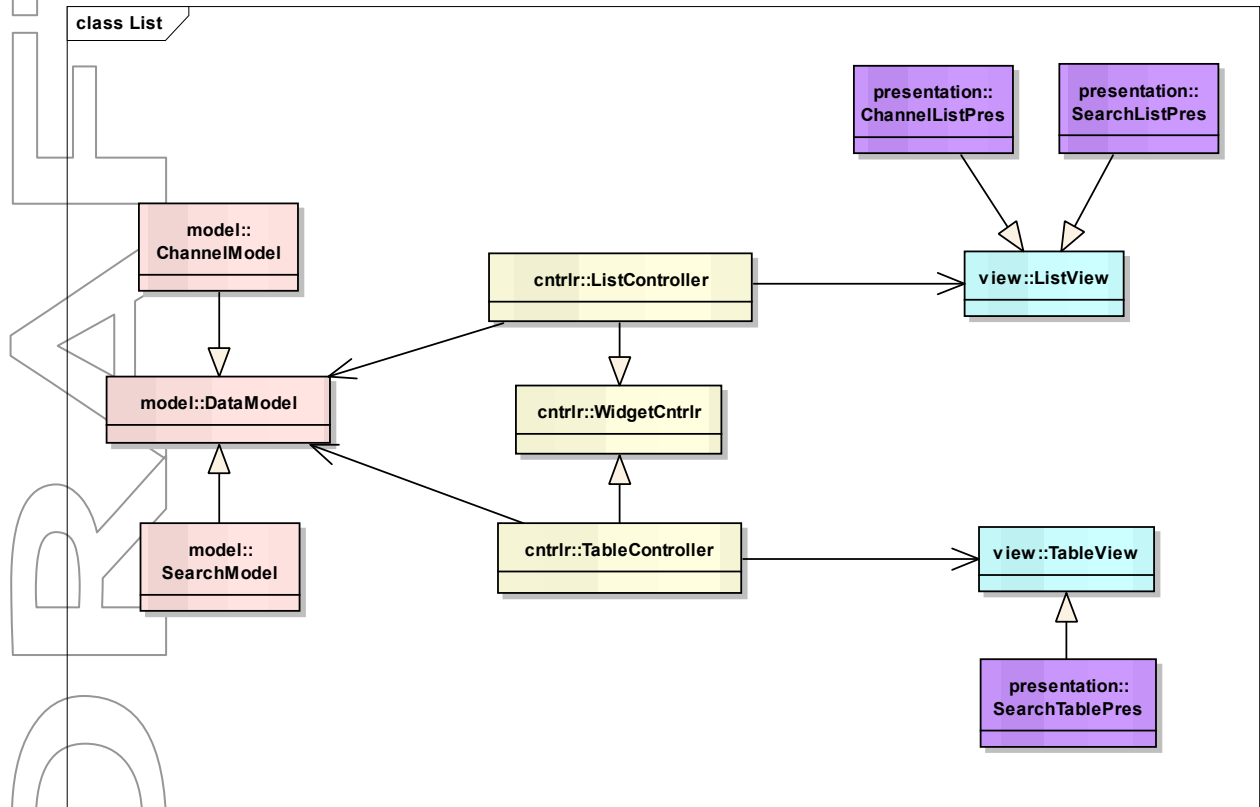 class List
presentation::
ChannelListPres
presentation::
SearchListPres
model::
ChannelModel
cntrlr::ListController
view::ListView
model::DataModel
cntrlr::WidgetCntrlr
model::
SearchModel
cntrlr::TableController
view::TableView
presentation::
SearchTablePres